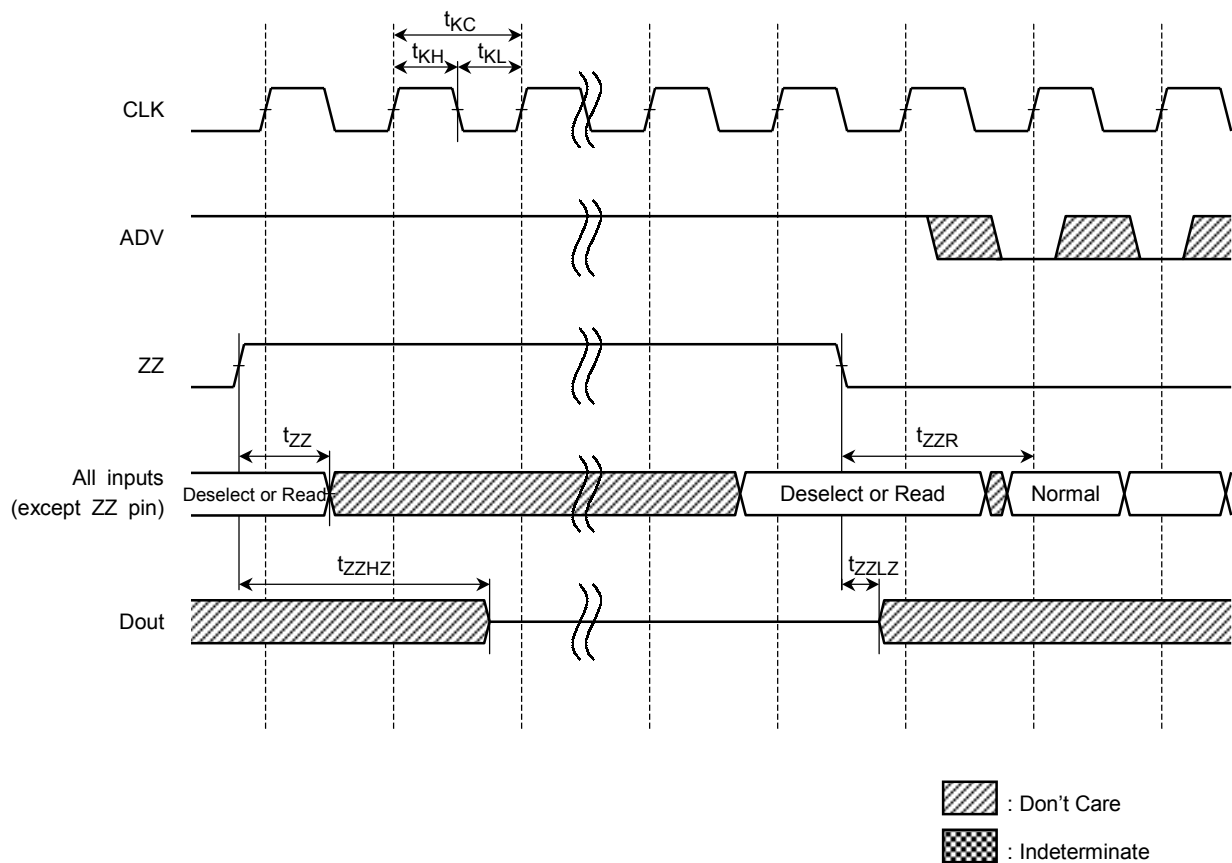 tKC
tKH tKL
CLK
ADV
ZZ
tZZ tZZR
All inputs
(except ZZ pin)
Deselect or Read Deselect or Read Normal
tZZHZ tZZLZ
Dout
: Don't Care
: Indeterminate